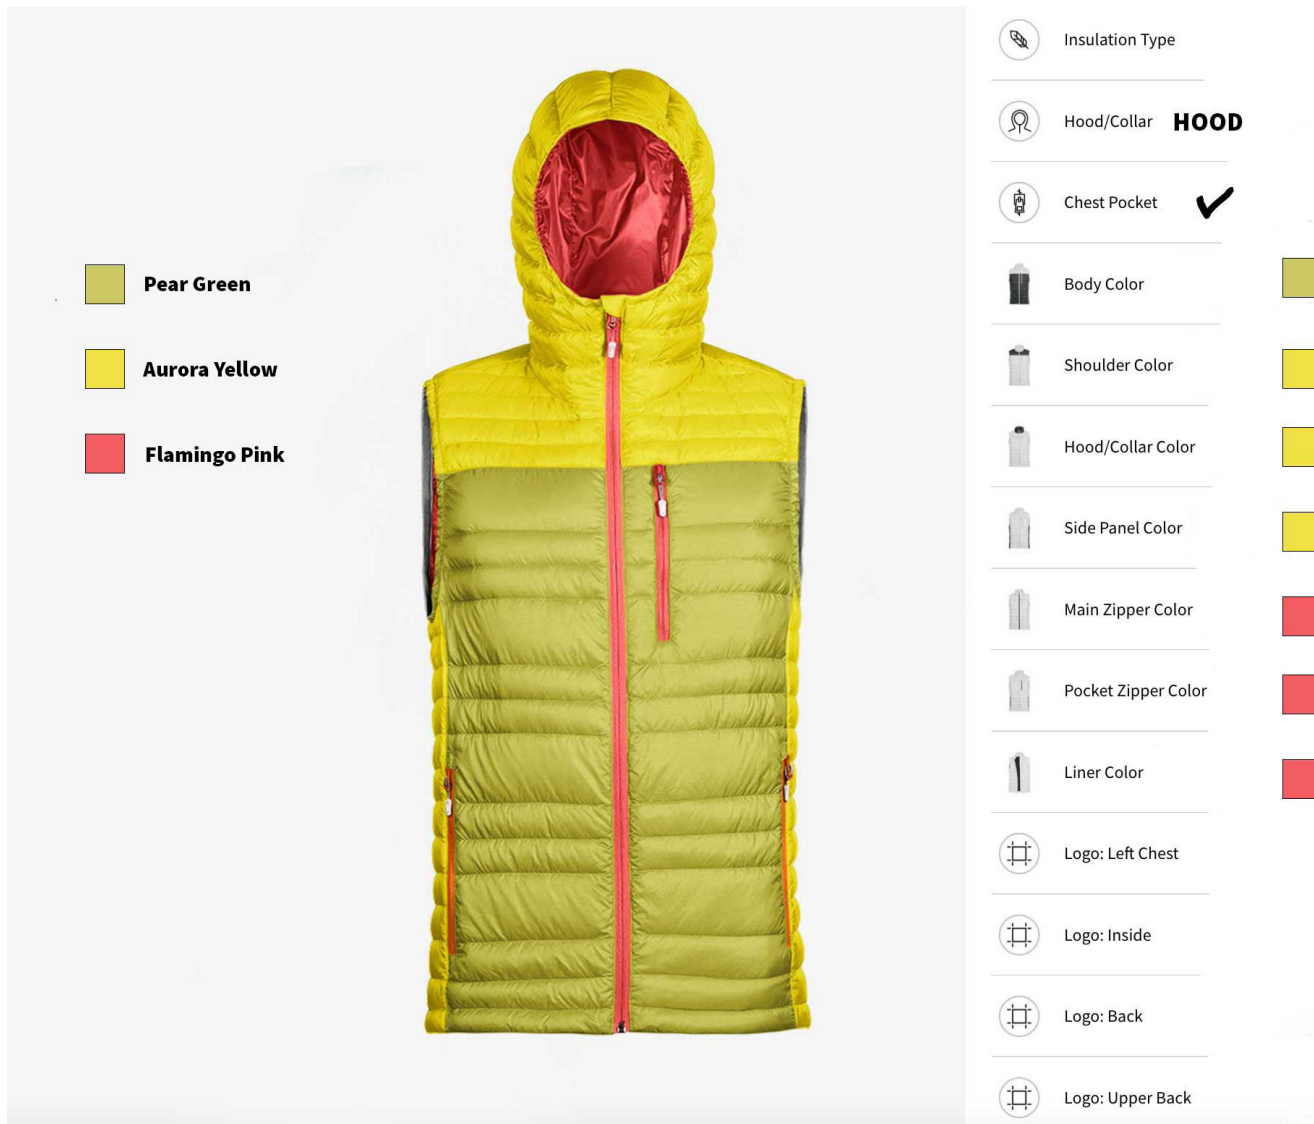 Pear Green
Aurora Yellow
Flamingo Pink
Insulation Type
Hood/Collar HOOD
Chest Pocket
Body Color
Shoulder Color
Hood/Collar Color
Side Panel Color
Main Zipper Color
Pocket Zipper Color
Liner Color
Logo: Left Chest
Logo: Inside
Logo: Back
Logo: Upper Back